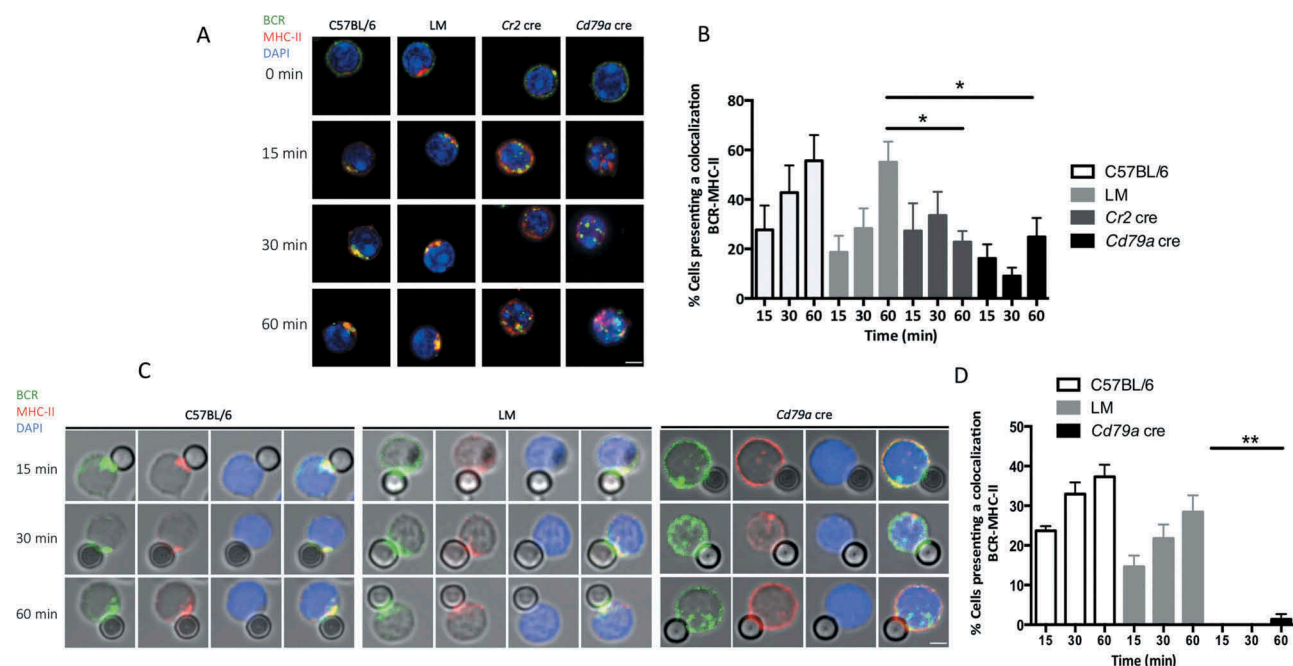 A
BCR
MHC-II
DAPI
C57BL/6 LM Cr2 cre Cd79a cre
0 min
15 min
30 min
60 min
B
% Cells presenting a colocalization
BCR-MHC-II
80
60
40
20
0
* *
15 30 60 15 30 60 15 30 60 15 30 60
Time (min)
C57BL/6
LM
Cr2 cre
Cd79a cre
C
BCR
MHC-II
DAPI
C57BL/6 LM Cd79a cre
15 min
30 min
60 min
D
C57BL/6
LM
Cd79a cre
% Cells presenting a colocalization
BCR-MHC-II
50
40
30
20
10
0
**
15 30 60 15 30 60 15 30 60
Time (min)